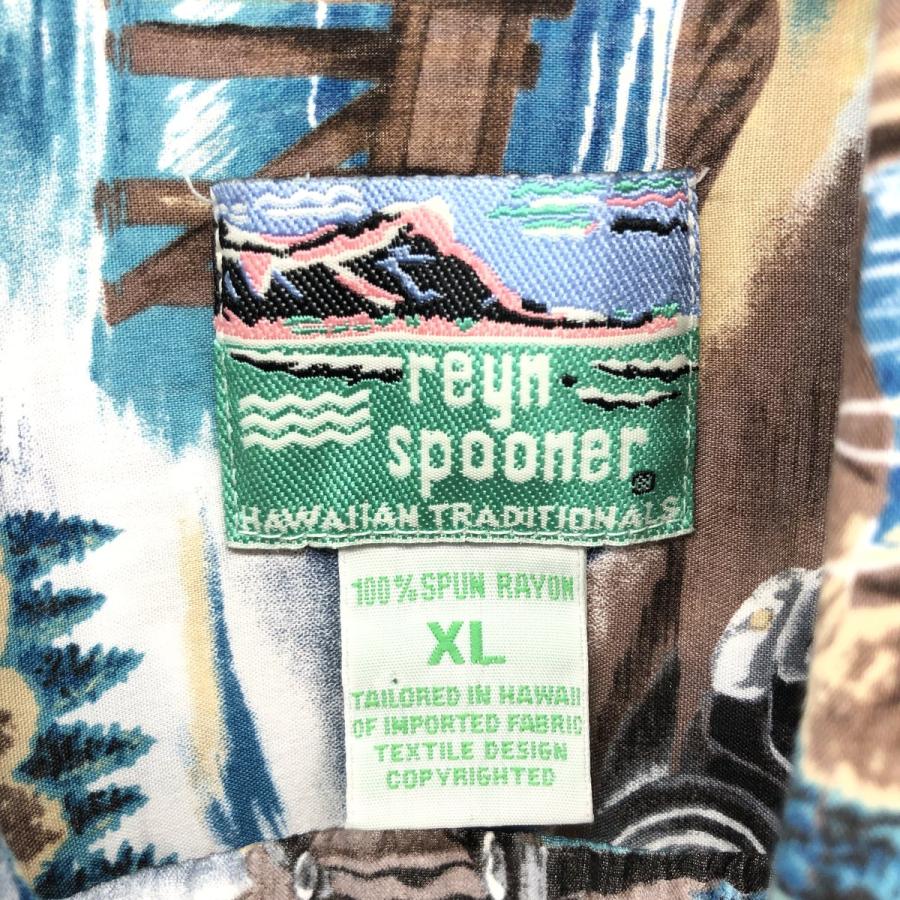 reyn
spooner
HAWAIIAN TRADITIONALS
100% SPUN RAYON
XL
TAILORED IN HAWAII
OF IMPORTED FABRIC
TEXTILE DESIGN
COPYRIGHTED